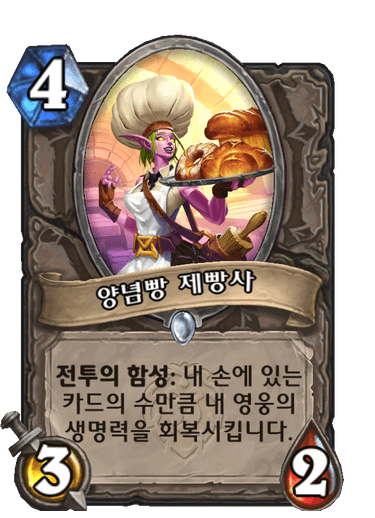 4
양념빵 제빵사
전투의 함성: 내 손에 있는
카드의 수만큼 내 영웅의
생명력을 회복시킵니다.
3
2